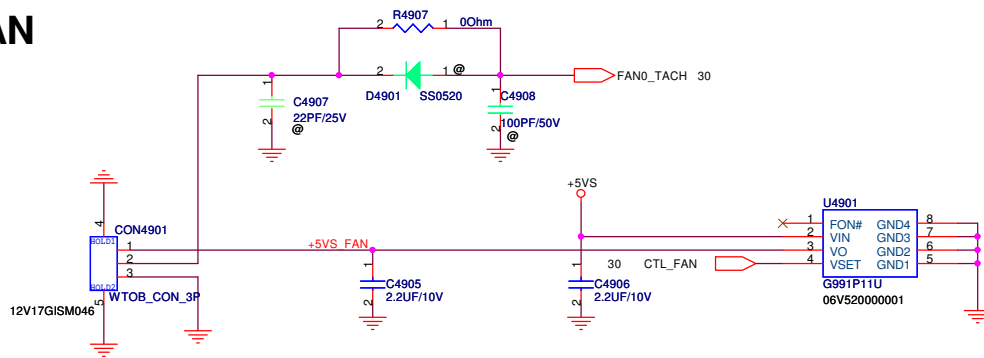 AN
R4907
2
1
0Ohm
2
1
@
FAN0_TACH 30
D4901
SS0520
1
C4907
22PF/25V
2
@
1
C4908
100PF/50V
2
@
+5VS
4
CON4901
HOLD1
1
2
3
HOLD2
5
WTOB_CON_3P
12V17GISM046
+5VS_FAN
1
C4905
2.2UF/10V
2
1
C4906
2.2UF/10V
2
30 CTL_FAN
U4901
1 FON# GND4 8
2 VIN GND3 7
3 VO GND2 6
4 VSET GND1 5
G991P11U
06V520000001